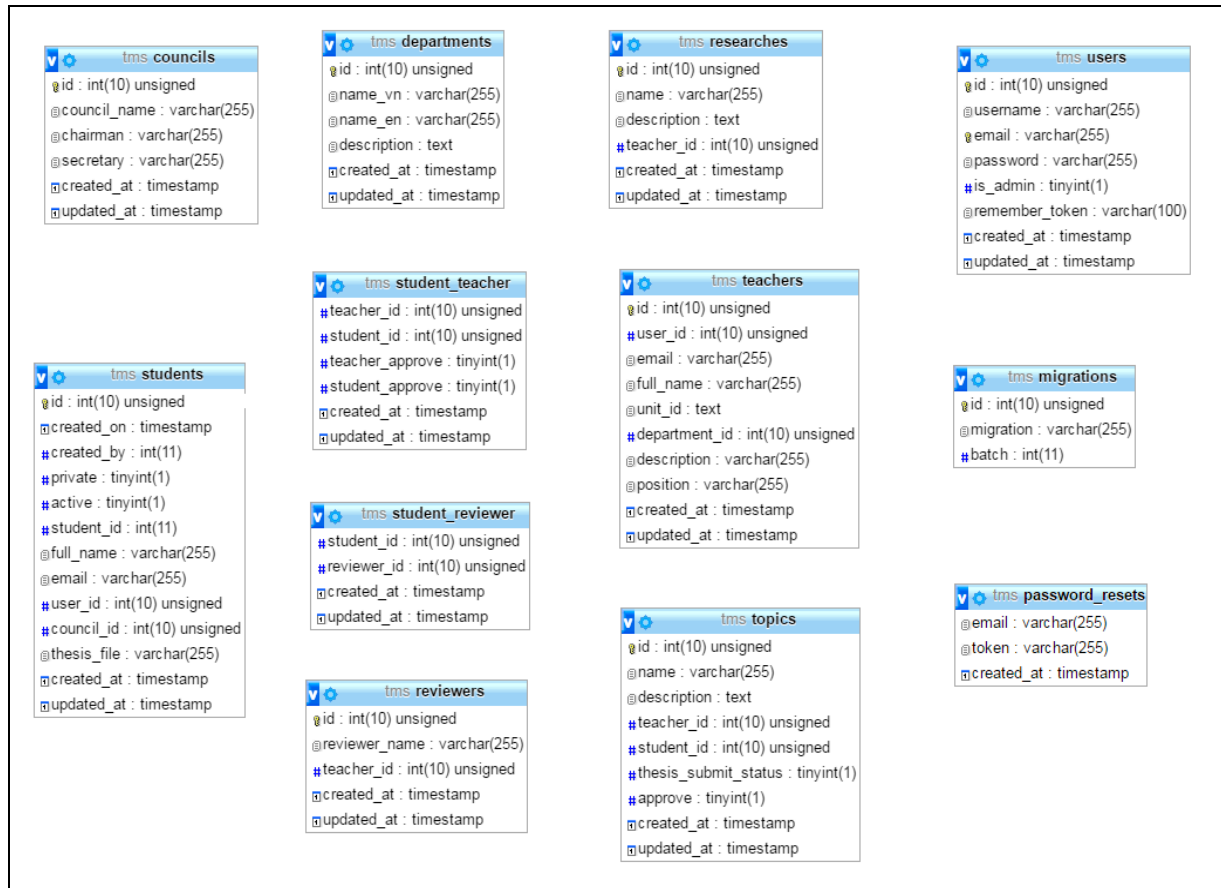 tms councils
id : int(10) unsigned
council_name : varchar(255)
chairman : varchar(255)
secretary : varchar(255)
created_at : timestamp
updated_at : timestamp
tms departments
id : int(10) unsigned
name_vn : varchar(255)
name_en : varchar(255)
description : text
created_at : timestamp
updated_at : timestamp
tms researches
id : int(10) unsigned
name : varchar(255)
description : text
teacher_id : int(10) unsigned
created_at : timestamp
updated_at : timestamp
tms users
id : int(10) unsigned
username : varchar(255)
email : varchar(255)
password : varchar(255)
is_admin : tinyint(1)
remember_token : varchar(100)
created_at : timestamp
updated_at : timestamp
tms students
id : int(10) unsigned
created_on : timestamp
created_by : int(11)
private : tinyint(1)
active : tinyint(1)
student_id : int(11)
full_name : varchar(255)
email : varchar(255)
user_id : int(10) unsigned
council_id : int(10) unsigned
thesis_file : varchar(255)
created_at : timestamp
updated_at : timestamp
tms student_teacher
teacher_id : int(10) unsigned
student_id : int(10) unsigned
teacher_approve : tinyint(1)
student_approve : tinyint(1)
created_at : timestamp
updated_at : timestamp
tms teachers
id : int(10) unsigned
user_id : int(10) unsigned
email : varchar(255)
full_name : varchar(255)
unit_id : text
department_id : int(10) unsigned
description : varchar(255)
position : varchar(255)
created_at : timestamp
updated_at : timestamp
tms migrations
id : int(10) unsigned
migration : varchar(255)
batch : int(11)
tms student_reviewer
student_id : int(10) unsigned
reviewer_id : int(10) unsigned
created_at : timestamp
updated_at : timestamp
tms reviewers
id : int(10) unsigned
reviewer_name : varchar(255)
teacher_id : int(10) unsigned
created_at : timestamp
updated_at : timestamp
tms topics
id : int(10) unsigned
name : varchar(255)
description : text
teacher_id : int(10) unsigned
student_id : int(10) unsigned
thesis_submit_status : tinyint(1)
approve : tinyint(1)
created_at : timestamp
updated_at : timestamp
tms password_resets
email : varchar(255)
token : varchar(255)
created_at : timestamp